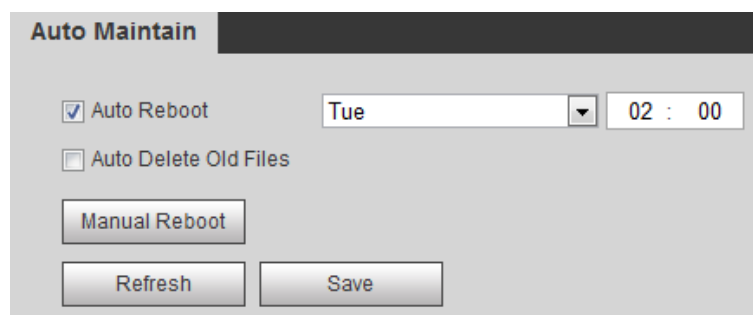 Auto Maintain
Auto Reboot Tue 02 : 00
Auto Delete Old Files
Manual Reboot
Refresh Save